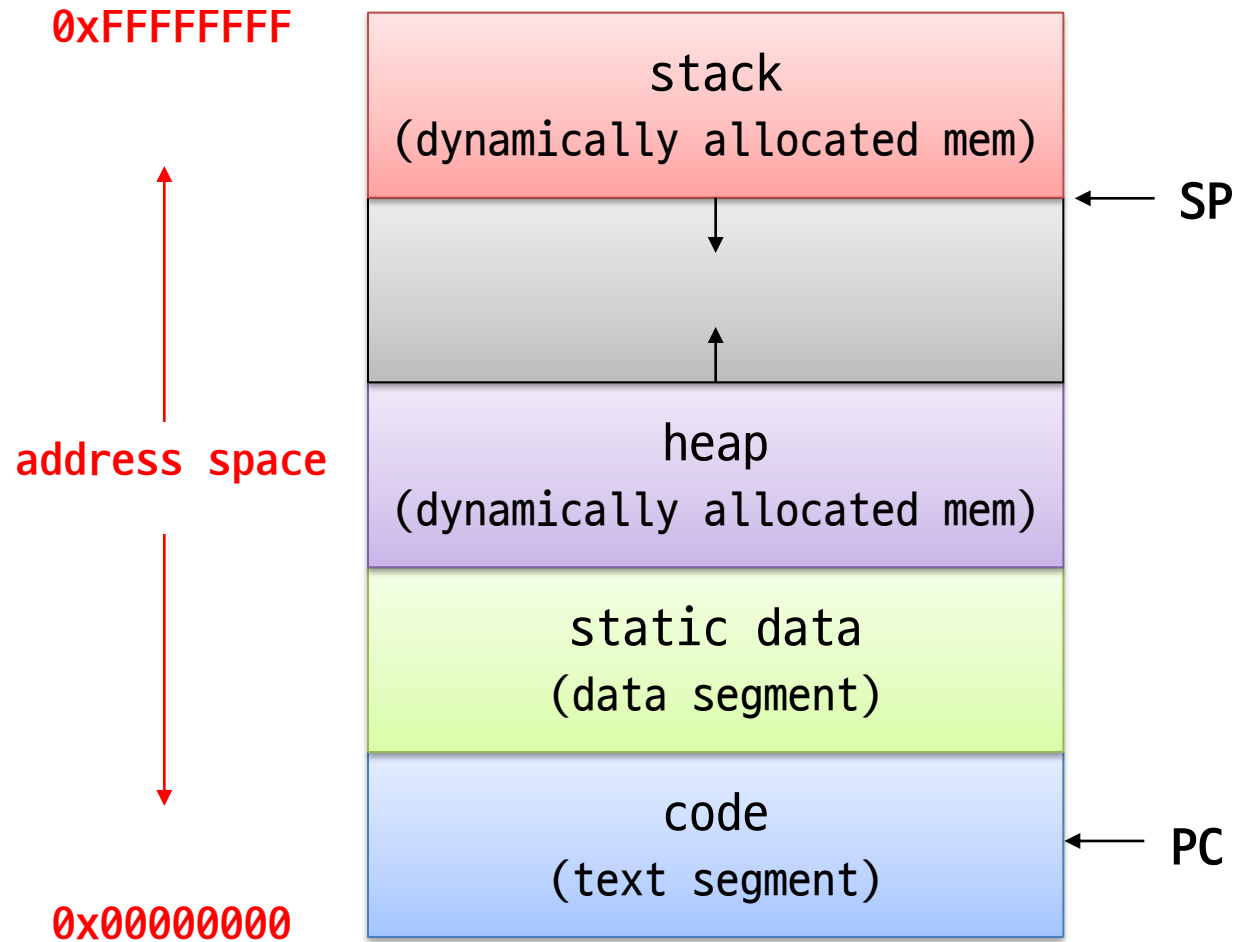 0xFFFFFFFF
stack
(dynamically allocated mem)
SP
address space
heap
(dynamically allocated mem)
static data
(data segment)
code
(text segment)
PC
0x00000000